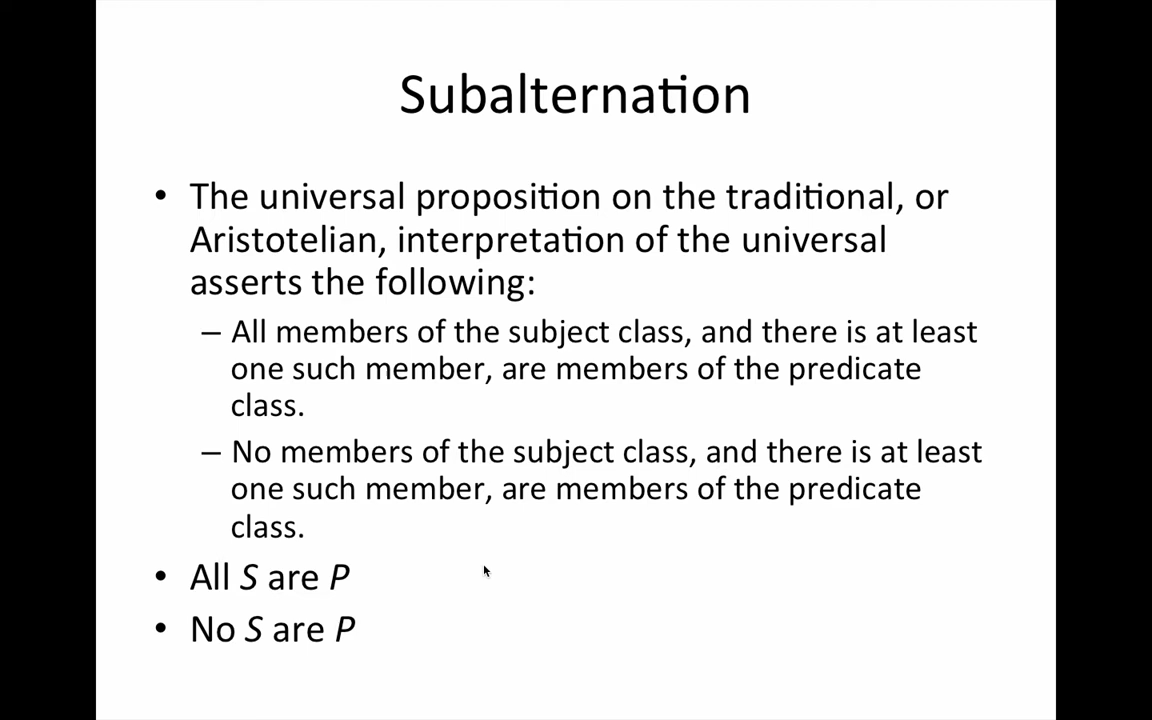 Subalternation
• The universal proposition on the traditional, or
Aristotelian, interpretation of the universal
asserts the following:
– All members of the subject class, and there is at least
one such member, are members of the predicate
class.
– No members of the subject class, and there is at least
one such member, are members of the predicate
class.
• All S are P
• No S are P